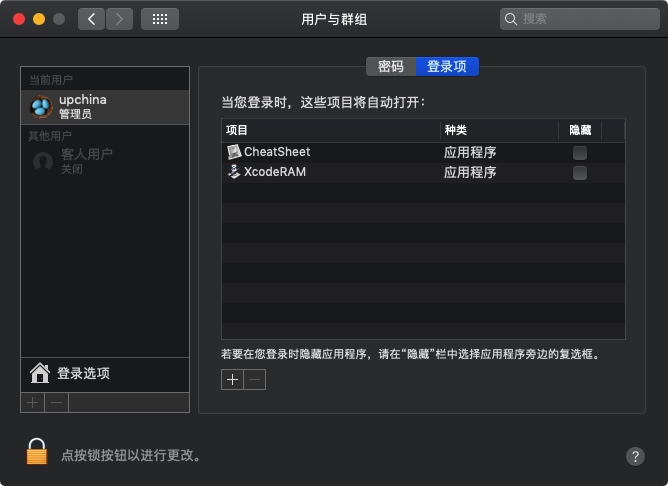 用户与群组
搜索
密码
登录项
当前用户
upchina
管理员
其他用户
客人用户
关闭
登录选项
当您登录时，这些项目将自动打开：
项目 种类 隐藏
CheatSheet 应用程序
XcodeRAM 应用程序
若要在您登录时隐藏应用程序，请在“隐藏”栏中选择应用程序旁边的复选框。
点按锁按钮以进行更改。
?